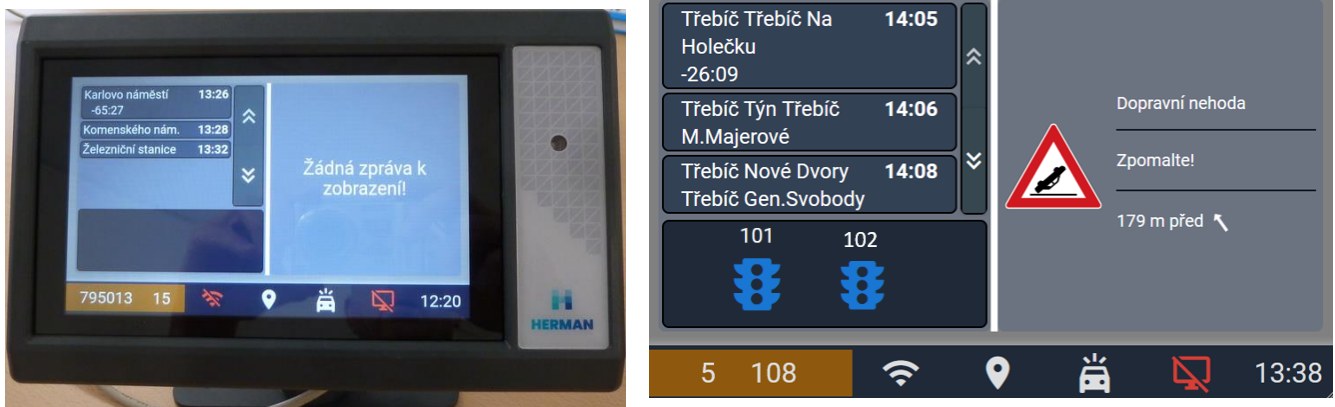 Karlovo náměstí 13:26
-65:27
Komenského nám. 13:28
Železniční stanice 13:32
Žádná zpráva k
zobrazení!
795013 15 12:20
HERMAN
Třebíč Třebíč Na 14:05
Holečku
-26:09
Třebíč Týn Třebíč 14:06
M.Majerové
Třebíč Nové Dvory 14:08
Třebíč Gen.Svobody
101 102
Dopravní nehoda
Zpomalte!
179 m před
5 108 13:38